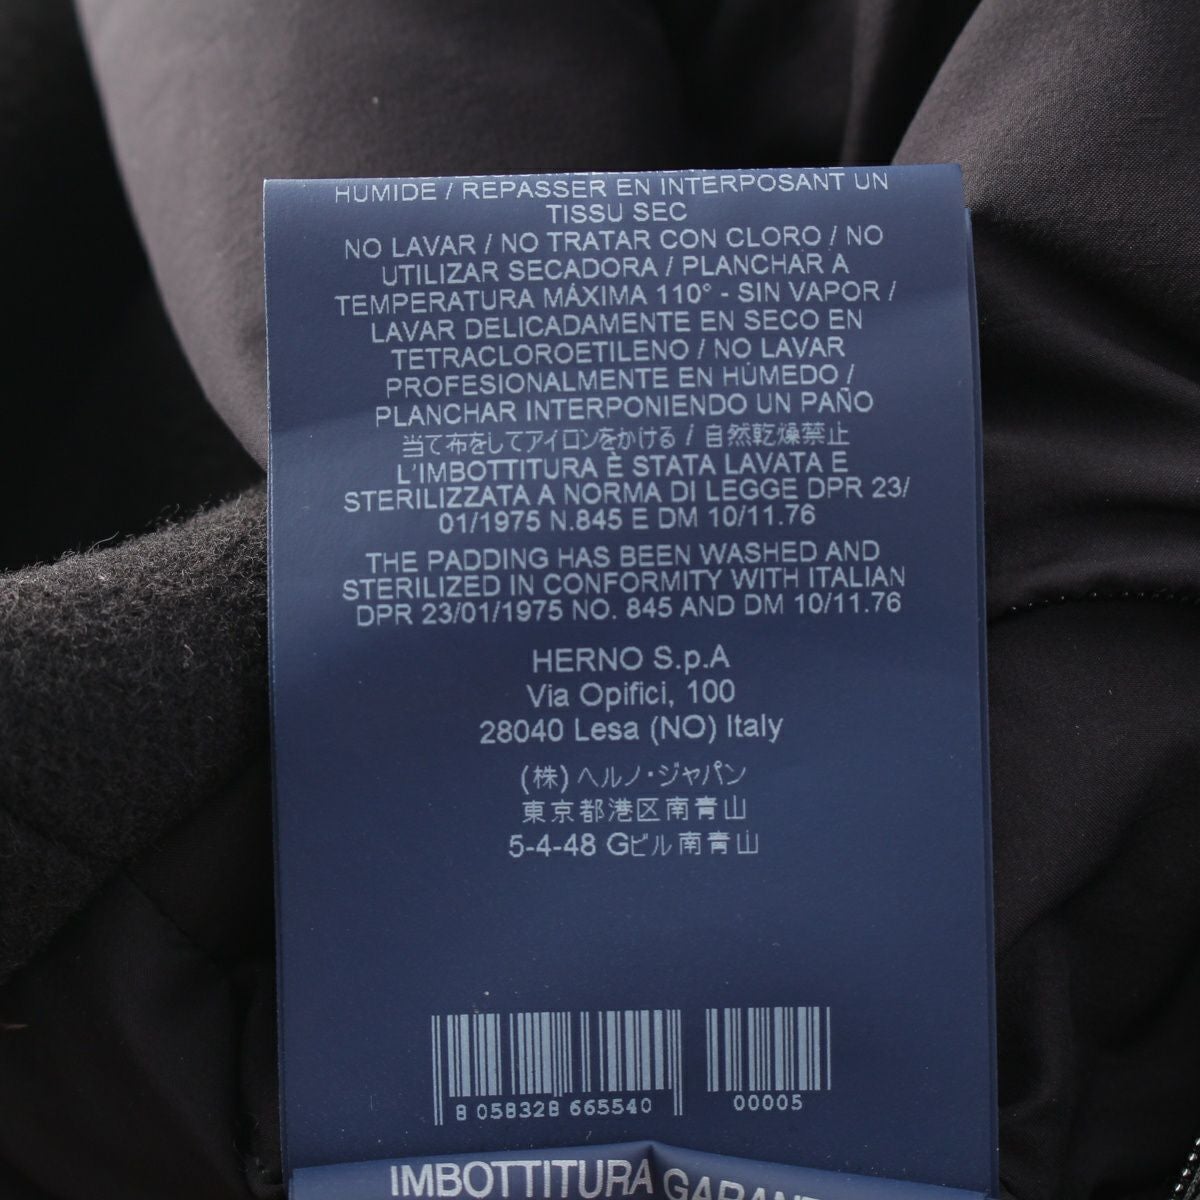 HUMIDE / REPASSER EN INTERPOSANT UN
TISSU SEC
NO LAVAR / NO TRATAR CON CLORO / NO
UTILIZAR SECADORA / PLANCHAR A
TEMPERATURA MÁXIMA 110° - SIN VAPOR /
LAVAR DELICADAMENTE EN SECO EN
TETRACLOROETILENO / NO LAVAR
PROFESIONALMENTE EN HÚMEDO /
PLANCHAR INTERPONIENDO UN PAÑO
当て布をしてアイロンをかける / 自然乾燥禁止
L'IMBOTTITURA È STATA LAVATA E
STERILIZZATA A NORMA DI LEGGE DPR 23/
01/1975 N.845 E DM 10/11.76
THE PADDING HAS BEEN WASHED AND
STERILIZED IN CONFORMITY WITH ITALIAN
DPR 23/01/1975 NO. 845 AND DM 10/11.76
HERNO S.p.A
Via Opifici, 100
28040 Lesa (NO) Italy
(株) ヘルノ・ジャパン
東京都港区南青山
5-4-48 Gビル南青山
8 058328 665540 00005
IMBOTTITURA